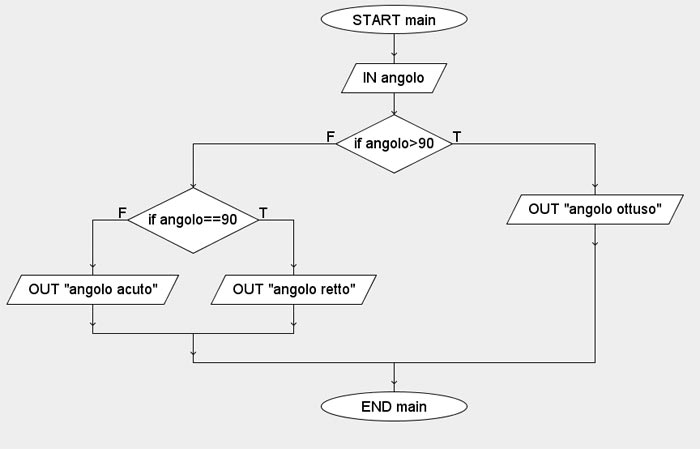 START main
IN angolo
F
if angolo>90
T
OUT "angolo ottuso"
F
if angolo==90
T
OUT "angolo acuto"
OUT "angolo retto"
END main